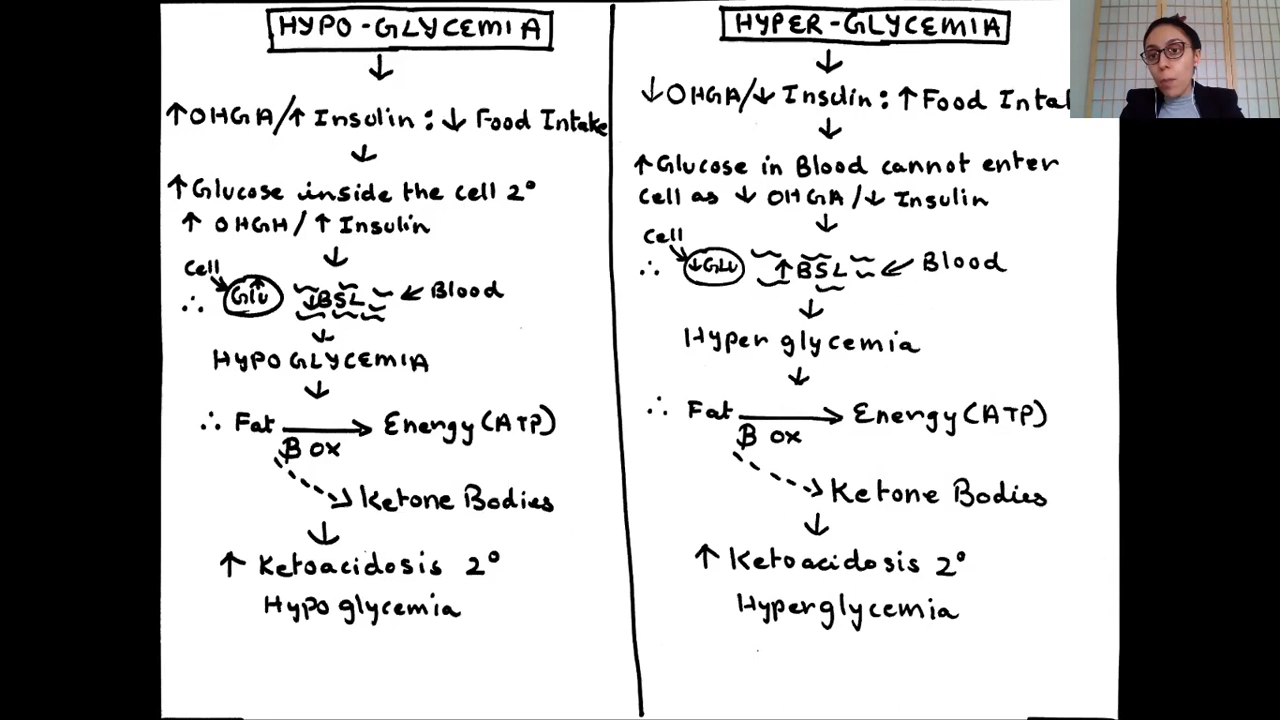 HYPO-GLYCEMIA
↓
↑OHGA/↑ Insulin : ↓ Food Intake
↓
↑Glucose inside the cell 2°
↑ OHGH/↑ Insulin
↓
Cell
∴ Glu↑ ↓BSL ← Blood
↓
HYPOGLYCEMIA
↓
∴ Fat → Energy (ATP)
B ox
Ketone Bodies
↓
↑ Ketoacidosis 2°
Hypoglycemia
HYPER-GLYCEMIA
↓
↓OHGA/↓ Insulin : ↑Food
↓
↑Glucose in Blood cannot enter
Cell as ↓ OHGA/↓ Insulin
↓
Cell
∴ ↓GLU ↑BSL ← Blood
↓
Hyperglycemia
↓
∴ Fat → Energy (ATP)
B ox
Ketone Bodies
↓
↑ Ketoacidosis 2°
Hyperglycemia